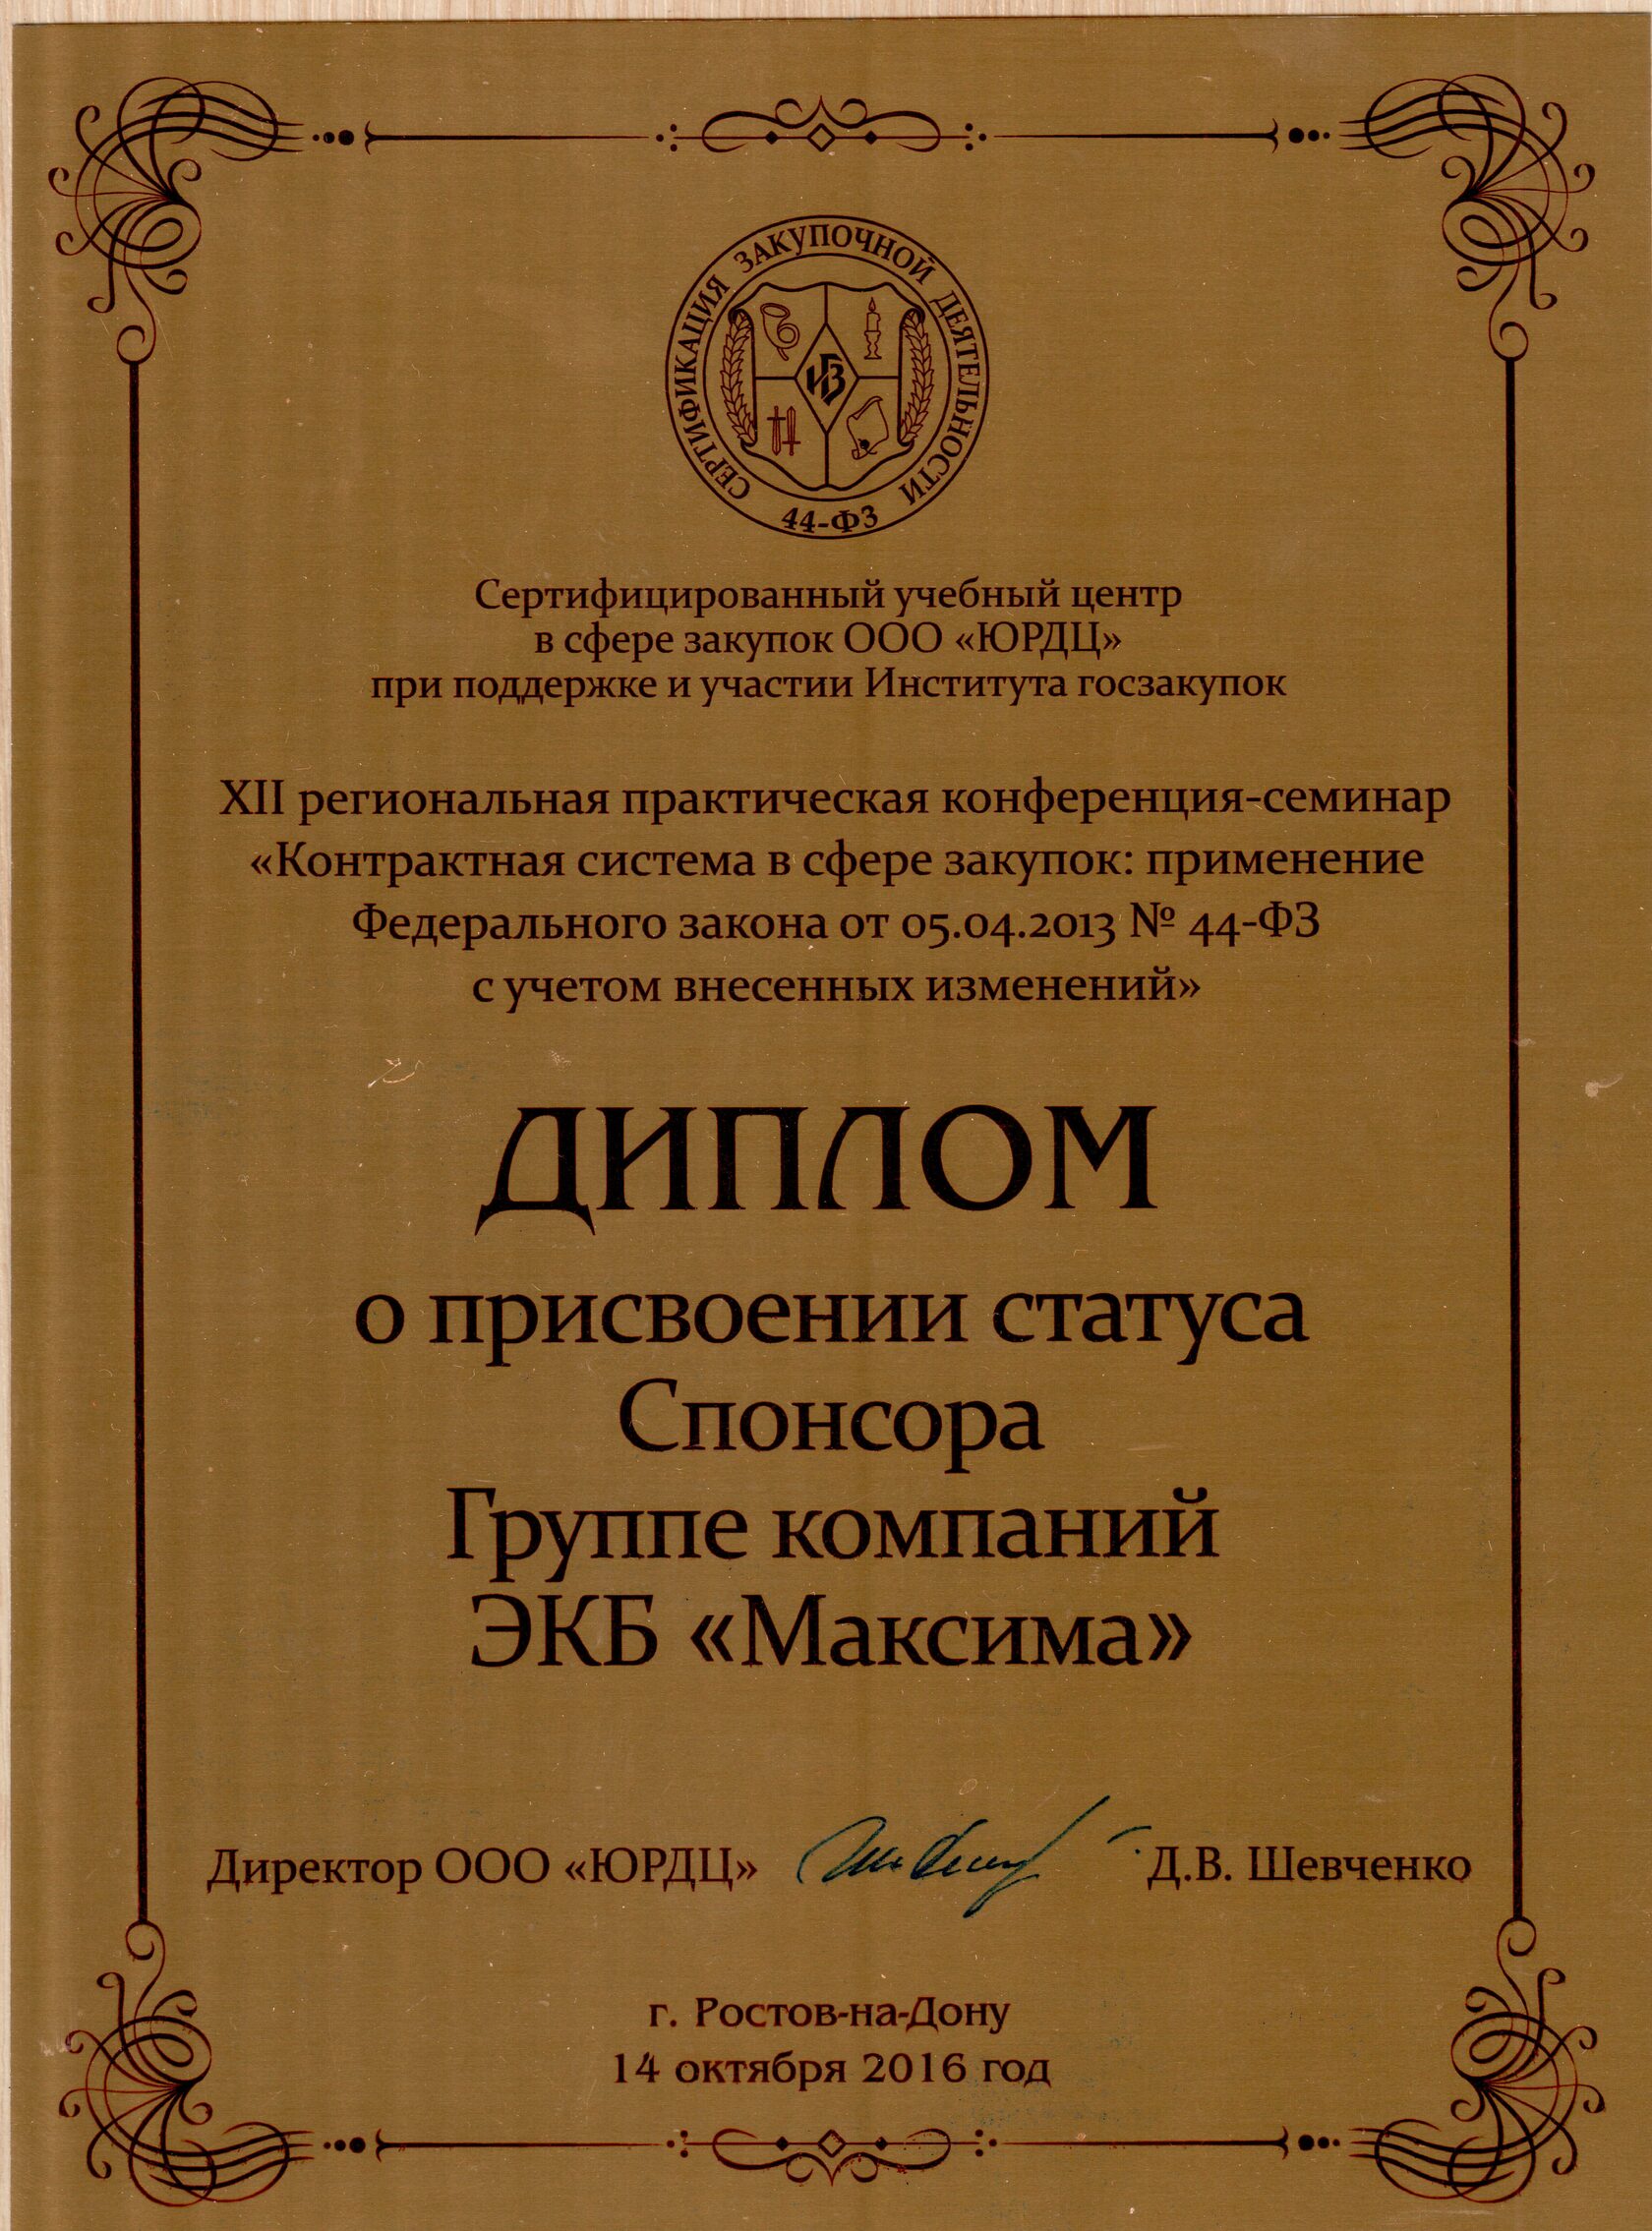 СЕРТИФИКАЦИЯ ЗАКУПОЧНОЙ ДЕЯТЕЛЬНОСТИ
ИГЗ
44-ФЗ
Сертифицированный учебный центр
в сфере закупок ООО «ЮРДЦ»
при поддержке и участии Института госзакупок
XII региональная практическая конференция-семинар
«Контрактная система в сфере закупок: применение
Федерального закона от 05.04.2013 № 44-ФЗ
с учетом внесенных изменений»
ДИПЛОМ
о присвоении статуса
Спонсора
Группе компаний
ЭКБ «Максима»
Директор ООО «ЮРДЦ» Д.В. Шевченко
г. Ростов-на-Дону
14 октября 2016 год